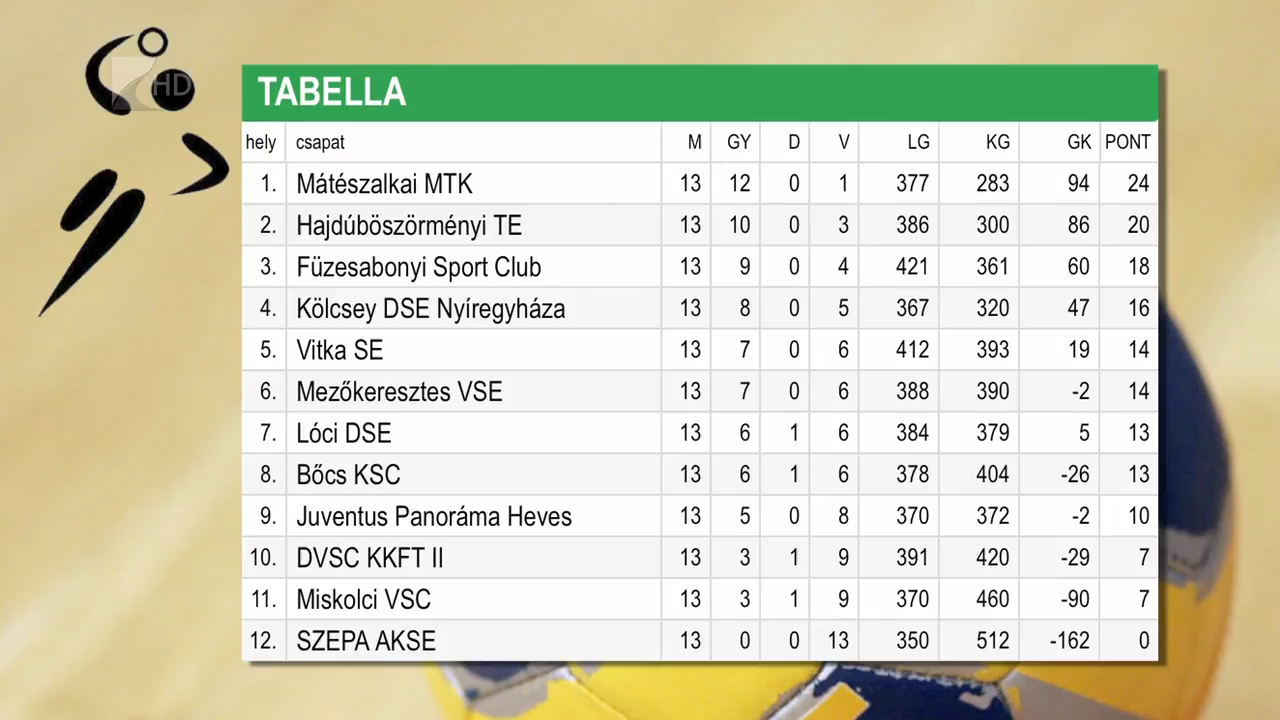 HD
TABELLA
hely csapat M GY D V LG KG GK PONT
1. Mátészalkai MTK 13 12 0 1 377 283 94 24
2. Hajdúböszörményi TE 13 10 0 3 386 300 86 20
3. Füzesabonyi Sport Club 13 9 0 4 421 361 60 18
4. Kölcsey DSE Nyíregyháza 13 8 0 5 367 320 47 16
5. Vitka SE 13 7 0 6 412 393 19 14
6. Mezőkeresztes VSE 13 7 0 6 388 390 -2 14
7. Lóci DSE 13 6 1 6 384 379 5 13
8. Bőcs KSC 13 6 1 6 378 404 -26 13
9. Juventus Panoráma Heves 13 5 0 8 370 372 -2 10
10. DVSC KKFT II 13 3 1 9 391 420 -29 7
11. Miskolci VSC 13 3 1 9 370 460 -90 7
12. SZEPA AKSE 13 0 0 13 350 512 -162 0